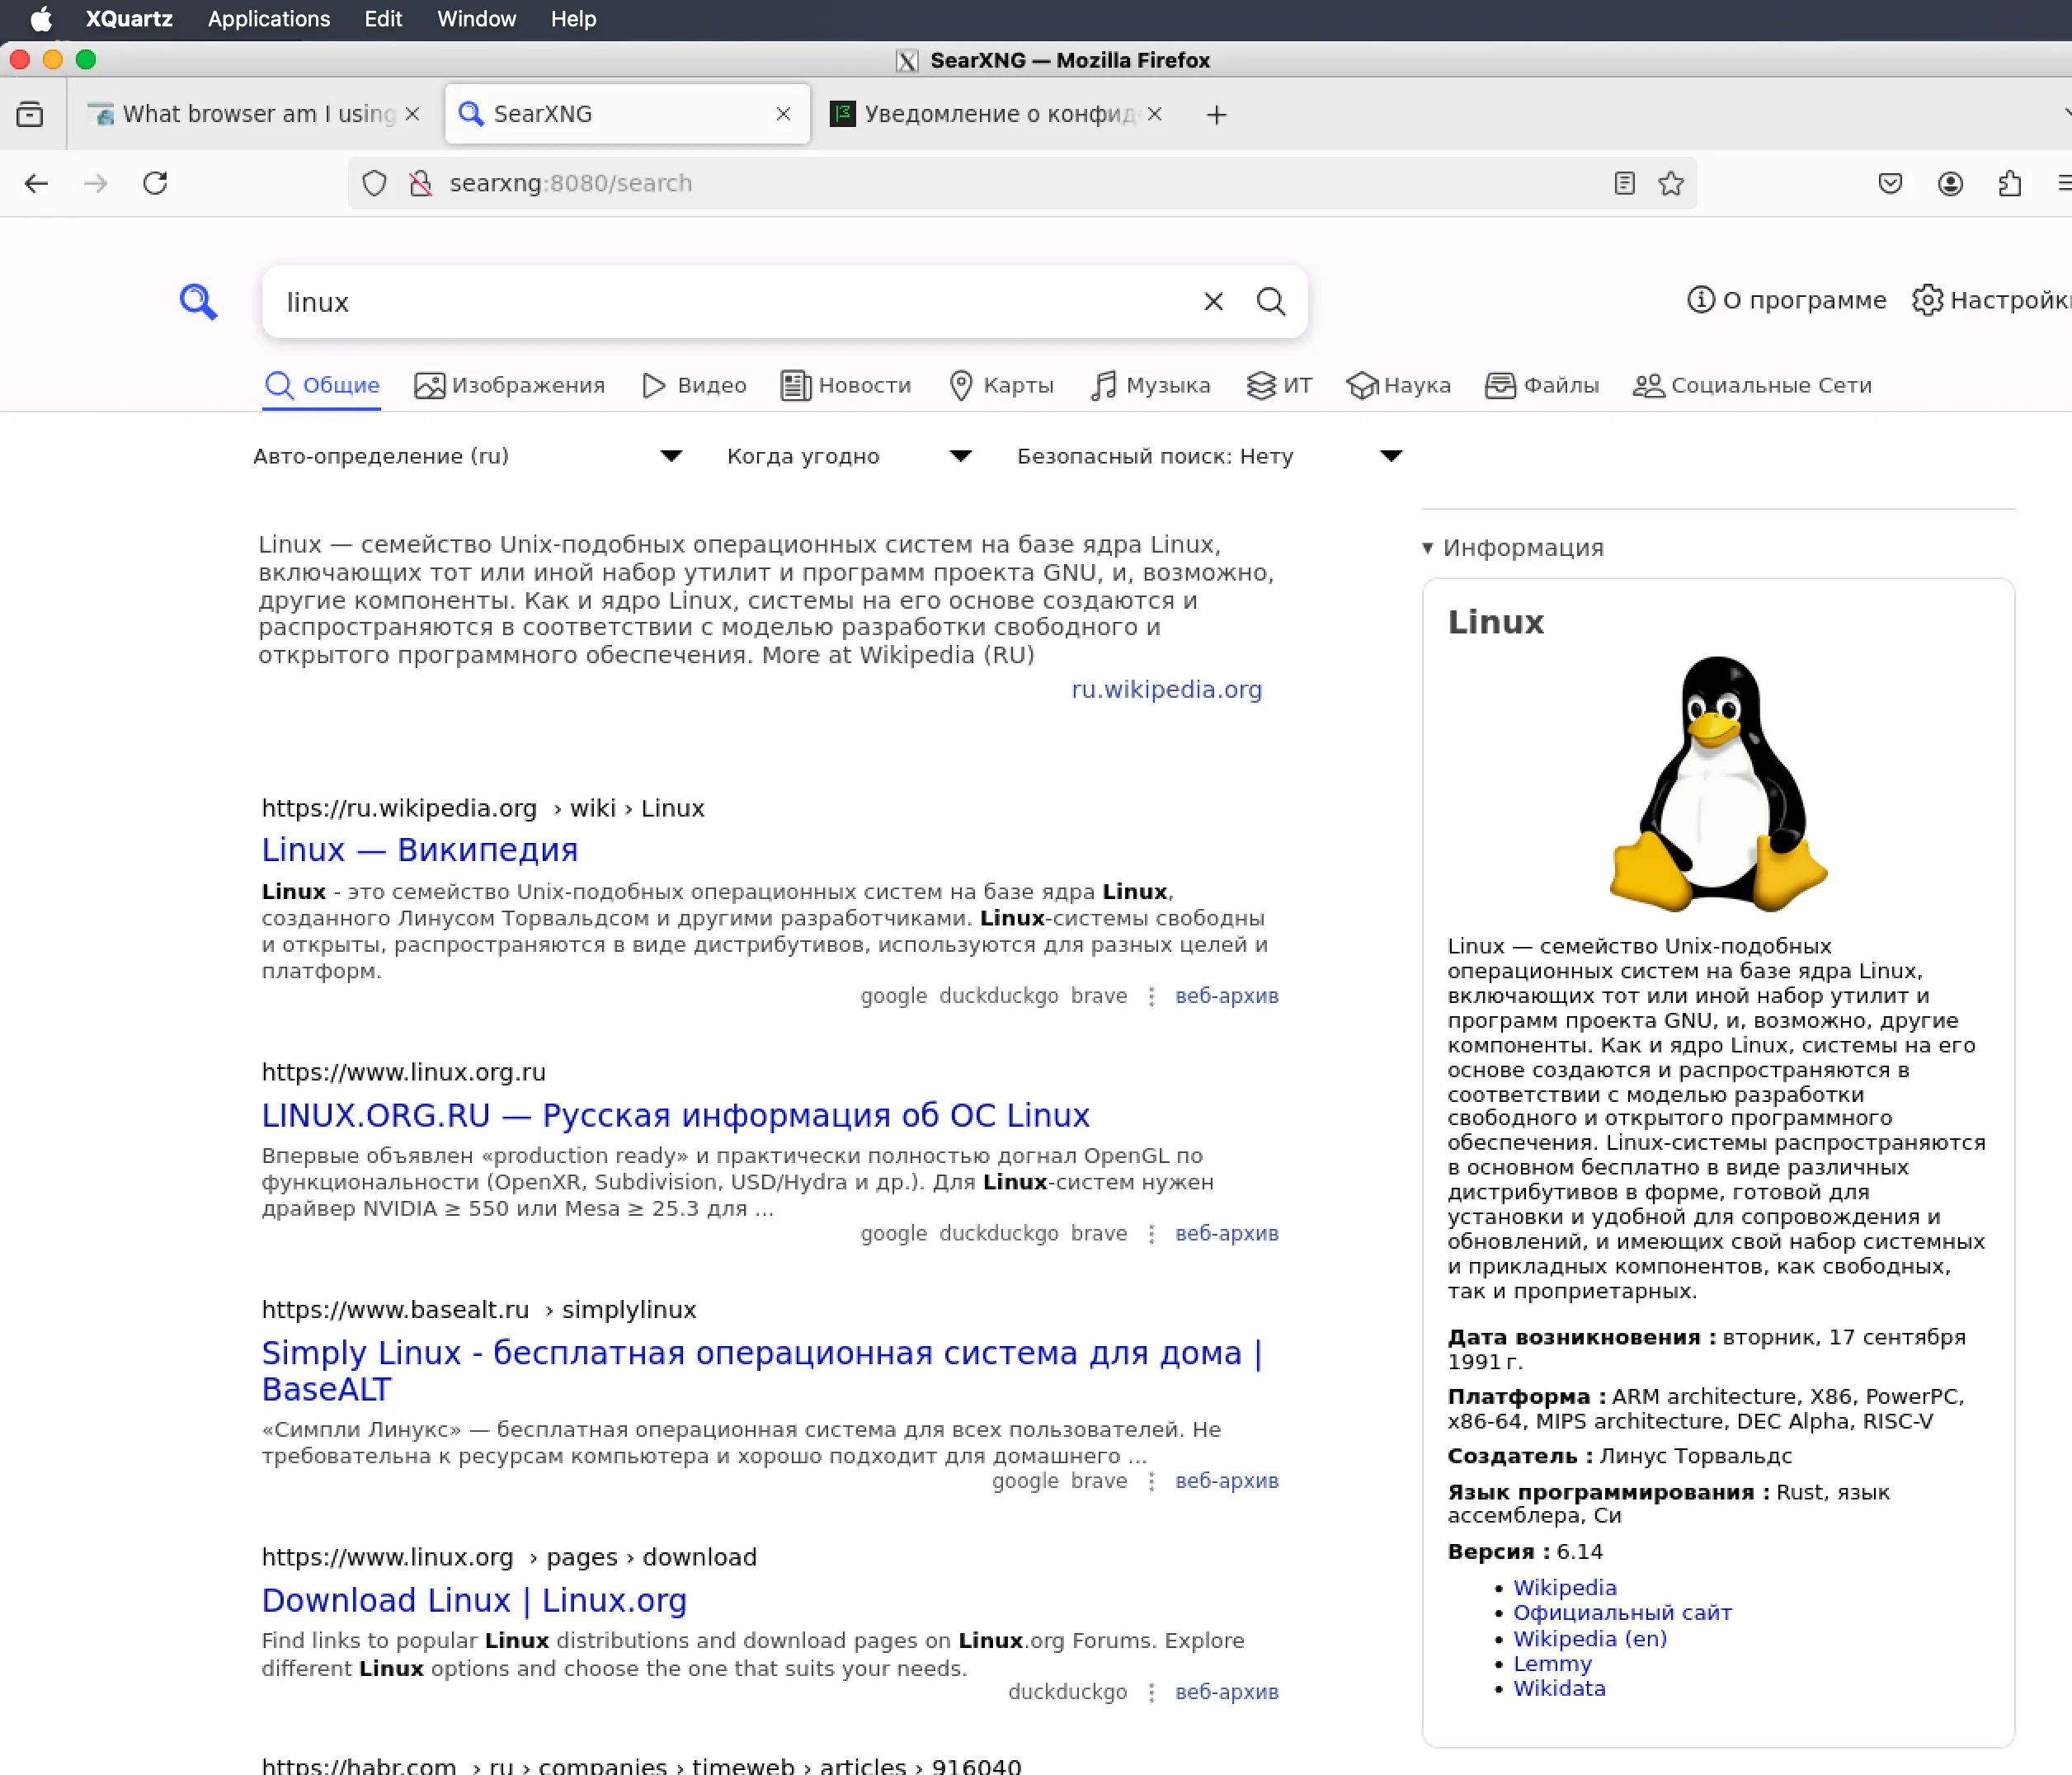 XQuartz Applications Edit Window Help
SearXNG — Mozilla Firefox
What browser am I using
SearXNG
Уведомление о конфид
searxng:8080/search
linux
О программе
Настройки
Общие
Изображения
Видео
Новости
Карты
Музыка
ИТ
Наука
Файлы
Социальные Сети
Авто-определение (ru)
Когда угодно
Безопасный поиск: Нету
Linux — семейство Unix-подобных операционных систем на базе ядра Linux,
включающих тот или иной набор утилит и программ проекта GNU, и, возможно,
другие компоненты. Как и ядро Linux, системы на его основе создаются и
распространяются в соответствии с моделью разработки свободного и
открытого программного обеспечения. More at Wikipedia (RU)
ru.wikipedia.org
https://ru.wikipedia.org › wiki › Linux
Linux — Википедия
Linux - это семейство Unix-подобных операционных систем на базе ядра Linux,
созданного Линусом Торвальдсом и другими разработчиками. Linux-системы свободны
и открыты, распространяются в виде дистрибутивов, используются для разных целей и
платформ.
google duckduckgo brave ⋮ веб-архив
https://www.linux.org.ru
LINUX.ORG.RU — Русская информация об ОС Linux
Впервые объявлен «production ready» и практически полностью догнал OpenGL по
функциональности (OpenXR, Subdivision, USD/Hydra и др.). Для Linux-систем нужен
драйвер NVIDIA ≥ 550 или Mesa ≥ 25.3 для ...
google duckduckgo brave ⋮ веб-архив
https://www.basealt.ru › simplylinux
Simply Linux - бесплатная операционная система для дома |
BaseALT
«Симпли Линукс» — бесплатная операционная система для всех пользователей. Не
требовательна к ресурсам компьютера и хорошо подходит для домашнего ...
google brave ⋮ веб-архив
https://www.linux.org › pages › download
Download Linux | Linux.org
Find links to popular Linux distributions and download pages on Linux.org Forums. Explore
different Linux options and choose the one that suits your needs.
duckduckgo ⋮ веб-архив
https://habr.com › ru › companies › timeweb › articles › 916040
▾ Информация
Linux
Linux — семейство Unix-подобных
операционных систем на базе ядра Linux,
включающих тот или иной набор утилит и
программ проекта GNU, и, возможно, другие
компоненты. Как и ядро Linux, системы на его
основе создаются и распространяются в
соответствии с моделью разработки
свободного и открытого программного
обеспечения. Linux-системы распространяются
в основном бесплатно в виде различных
дистрибутивов в форме, готовой для
установки и удобной для сопровождения и
обновлений, и имеющих свой набор системных
и прикладных компонентов, как свободных,
так и проприетарных.
Дата возникновения : вторник, 17 сентября
1991 г.
Платформа : ARM architecture, X86, PowerPC,
x86-64, MIPS architecture, DEC Alpha, RISC-V
Создатель : Линус Торвальдс
Язык программирования : Rust, язык
ассемблера, Си
Версия : 6.14
• Wikipedia
• Официальный сайт
• Wikipedia (en)
• Lemmy
• Wikidata